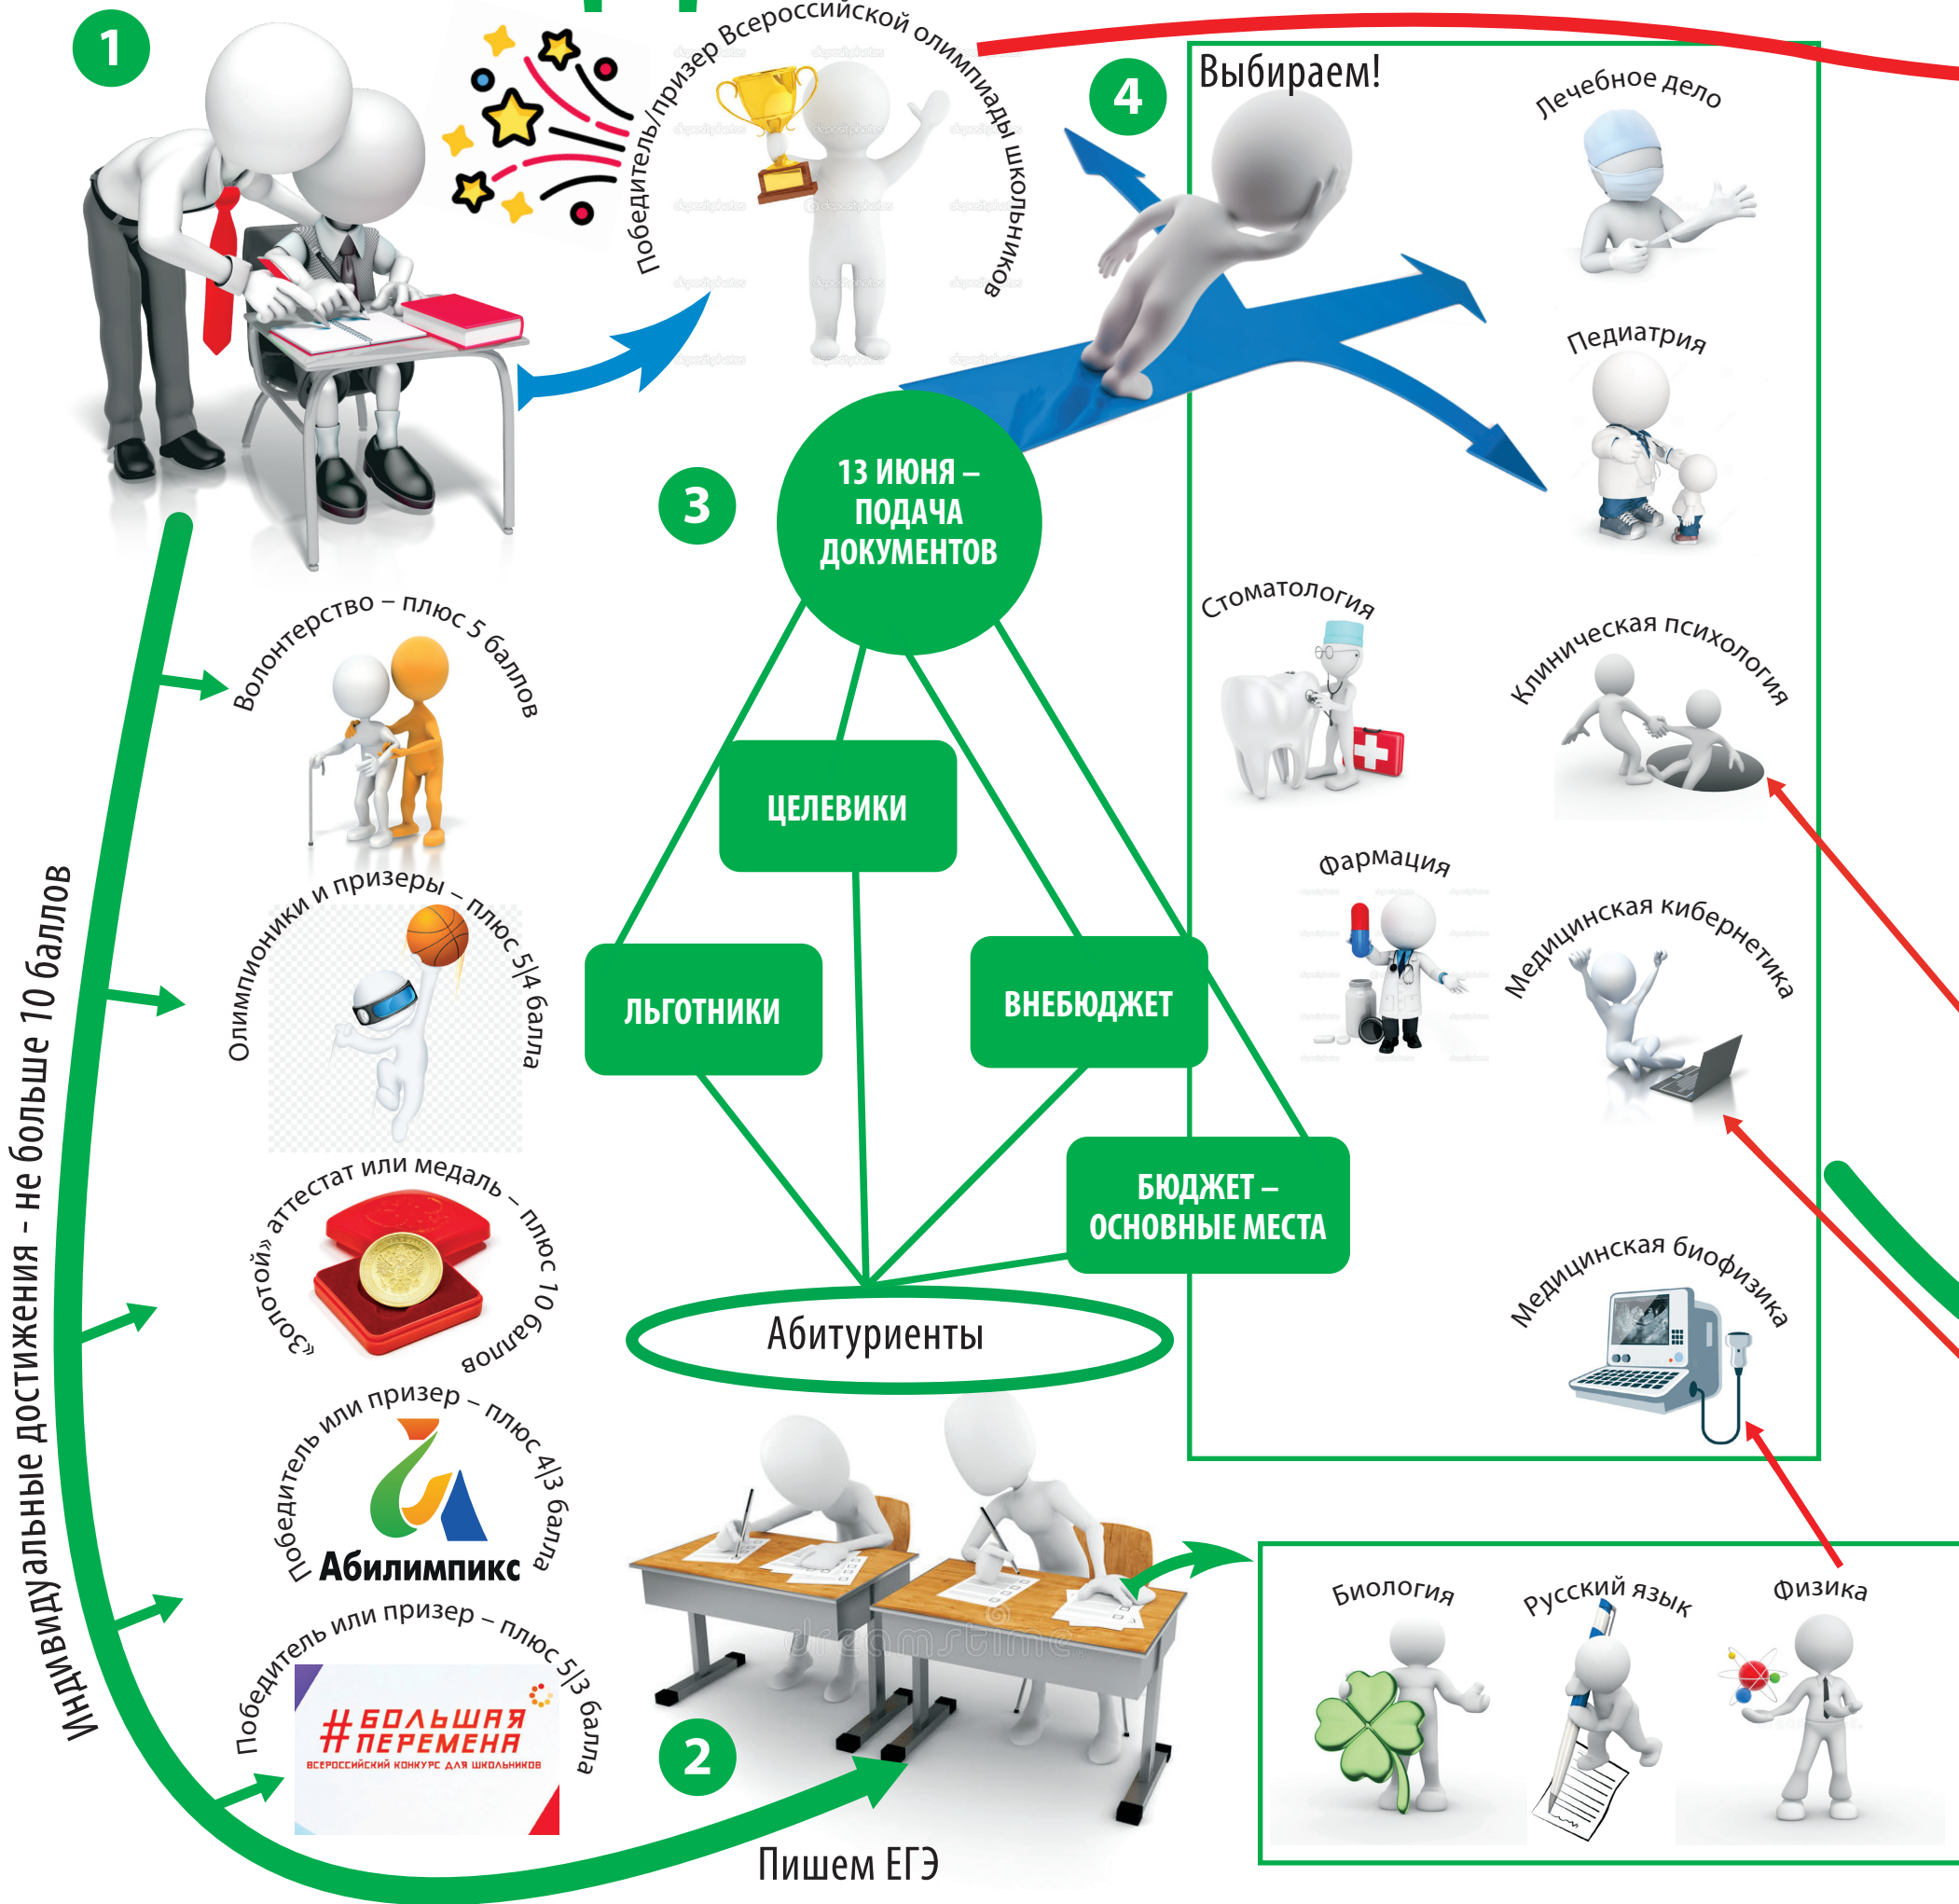 1
Победитель/призер Всероссийской олимпиады школьников
4
Выбираем!
Лечебное дело
Педиатрия
3
13 ИЮНЯ –
ПОДАЧА
ДОКУМЕНТОВ
Стоматология
Клиническая психология
Волонтерство – плюс 5 баллов
ЦЕЛЕВИКИ
Фармация
Медицинская кибернетика
Олимпионики и призеры – плюс 5|4 балла
ЛЬГОТНИКИ
ВНЕБЮДЖЕТ
Индивидуальные достижения - не больше 10 баллов
«Золотой» аттестат или медаль – плюс 10 баллов
БЮДЖЕТ –
ОСНОВНЫЕ МЕСТА
Медицинская биофизика
Абитуриенты
Победитель или призер – плюс 4|3 балла
Абилимпикс
Победитель или призер – плюс 5|3 балла
#БОЛЬШАЯ
ПЕРЕМЕНА
ВСЕРОССИЙСКИЙ КОНКУРС ДЛЯ ШКОЛЬНИКОВ
2
dreamstime
Пишем ЕГЭ
Биология
Русский язык
Физика
depositphotos